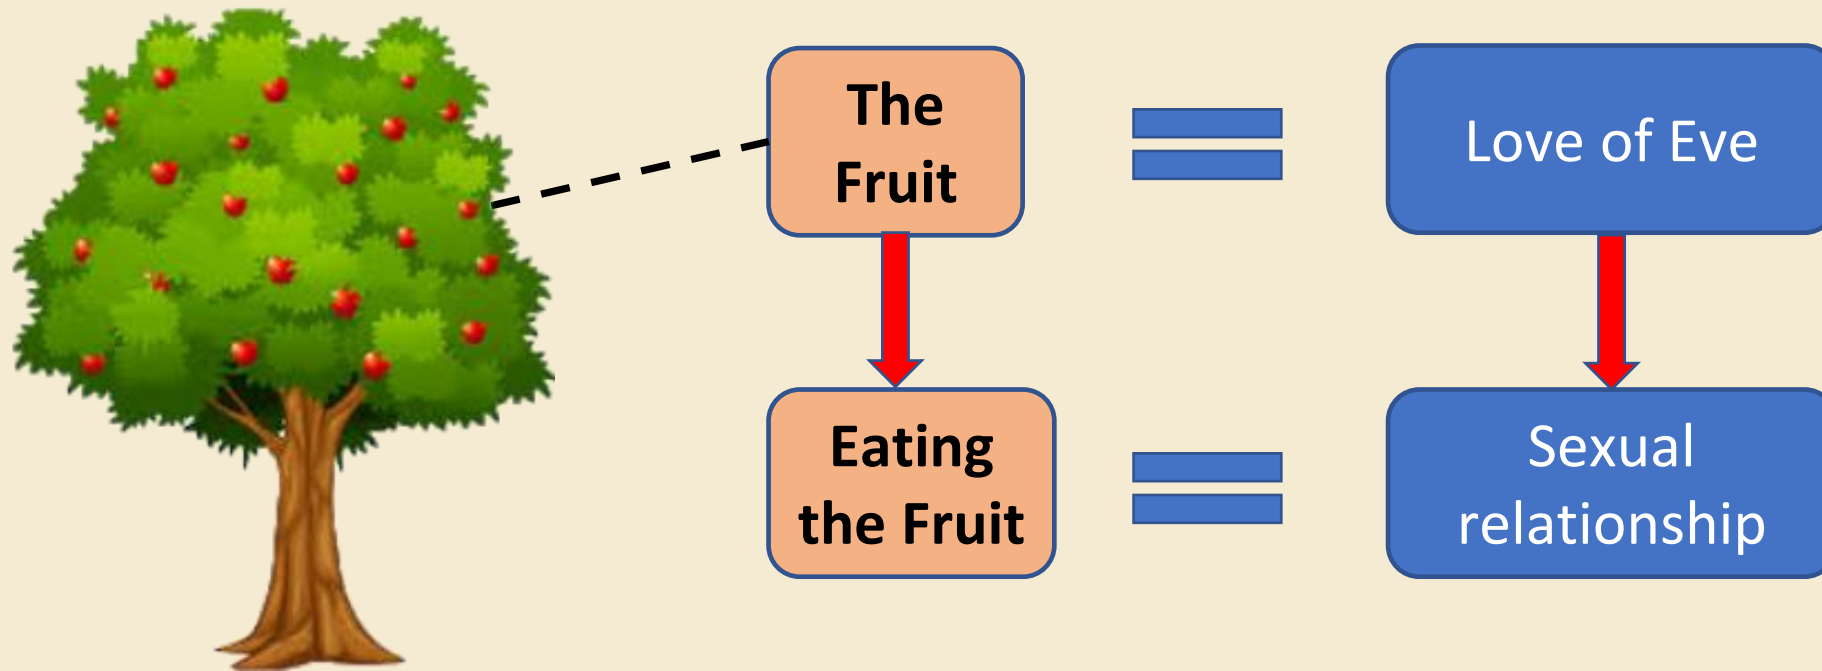 The
Fruit
Love of Eve
Eating
the Fruit
Sexual
relationship